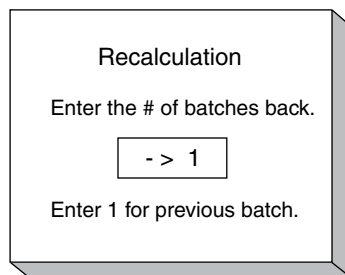 Recalculation
Enter the # of batches back.
- > 1
Enter 1 for previous batch.